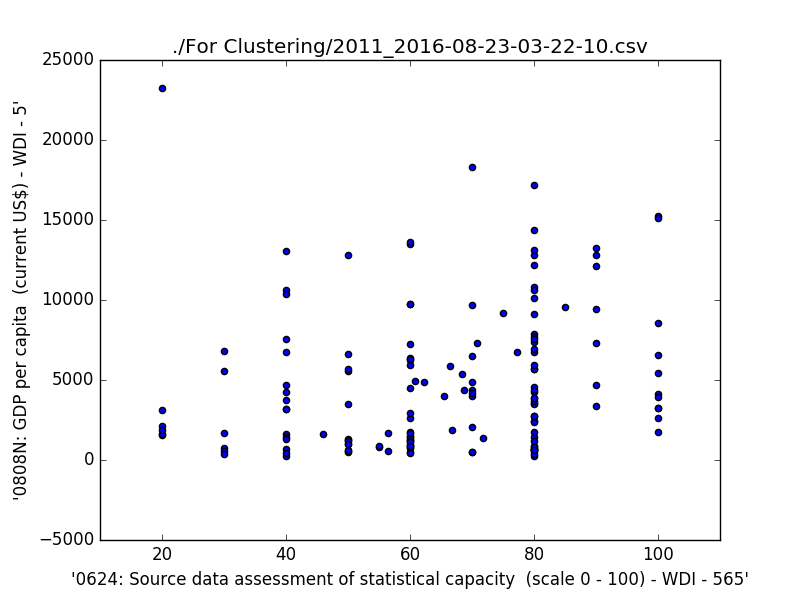 ./For Clustering/2011_2016-08-23-03-22-10.csv
25000
20000
15000
10000
5000
0
−5000
'0808N: GDP per capita  (current US$) - WDI - 5'
20 40 60 80 100
'0624: Source data assessment of statistical capacity  (scale 0 - 100) - WDI - 565'